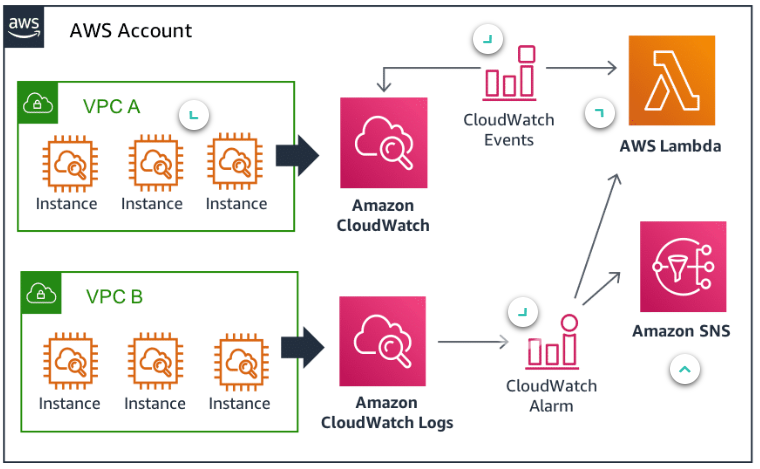 aws
AWS Account
VPC A
Instance
Instance
Instance
Amazon
CloudWatch
CloudWatch
Events
AWS Lambda
VPC B
Instance
Instance
Instance
Amazon
CloudWatch Logs
CloudWatch
Alarm
Amazon SNS